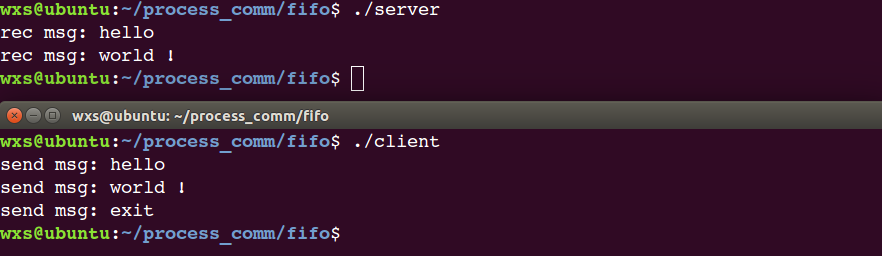 wxs@ubuntu:~/process_comm/fifo$ ./server
rec msg: hello
rec msg: world !
wxs@ubuntu:~/process_comm/fifo$
wxs@ubuntu: ~/process_comm/fifo
wxs@ubuntu:~/process_comm/fifo$ ./client
send msg: hello
send msg: world !
send msg: exit
wxs@ubuntu:~/process_comm/fifo$